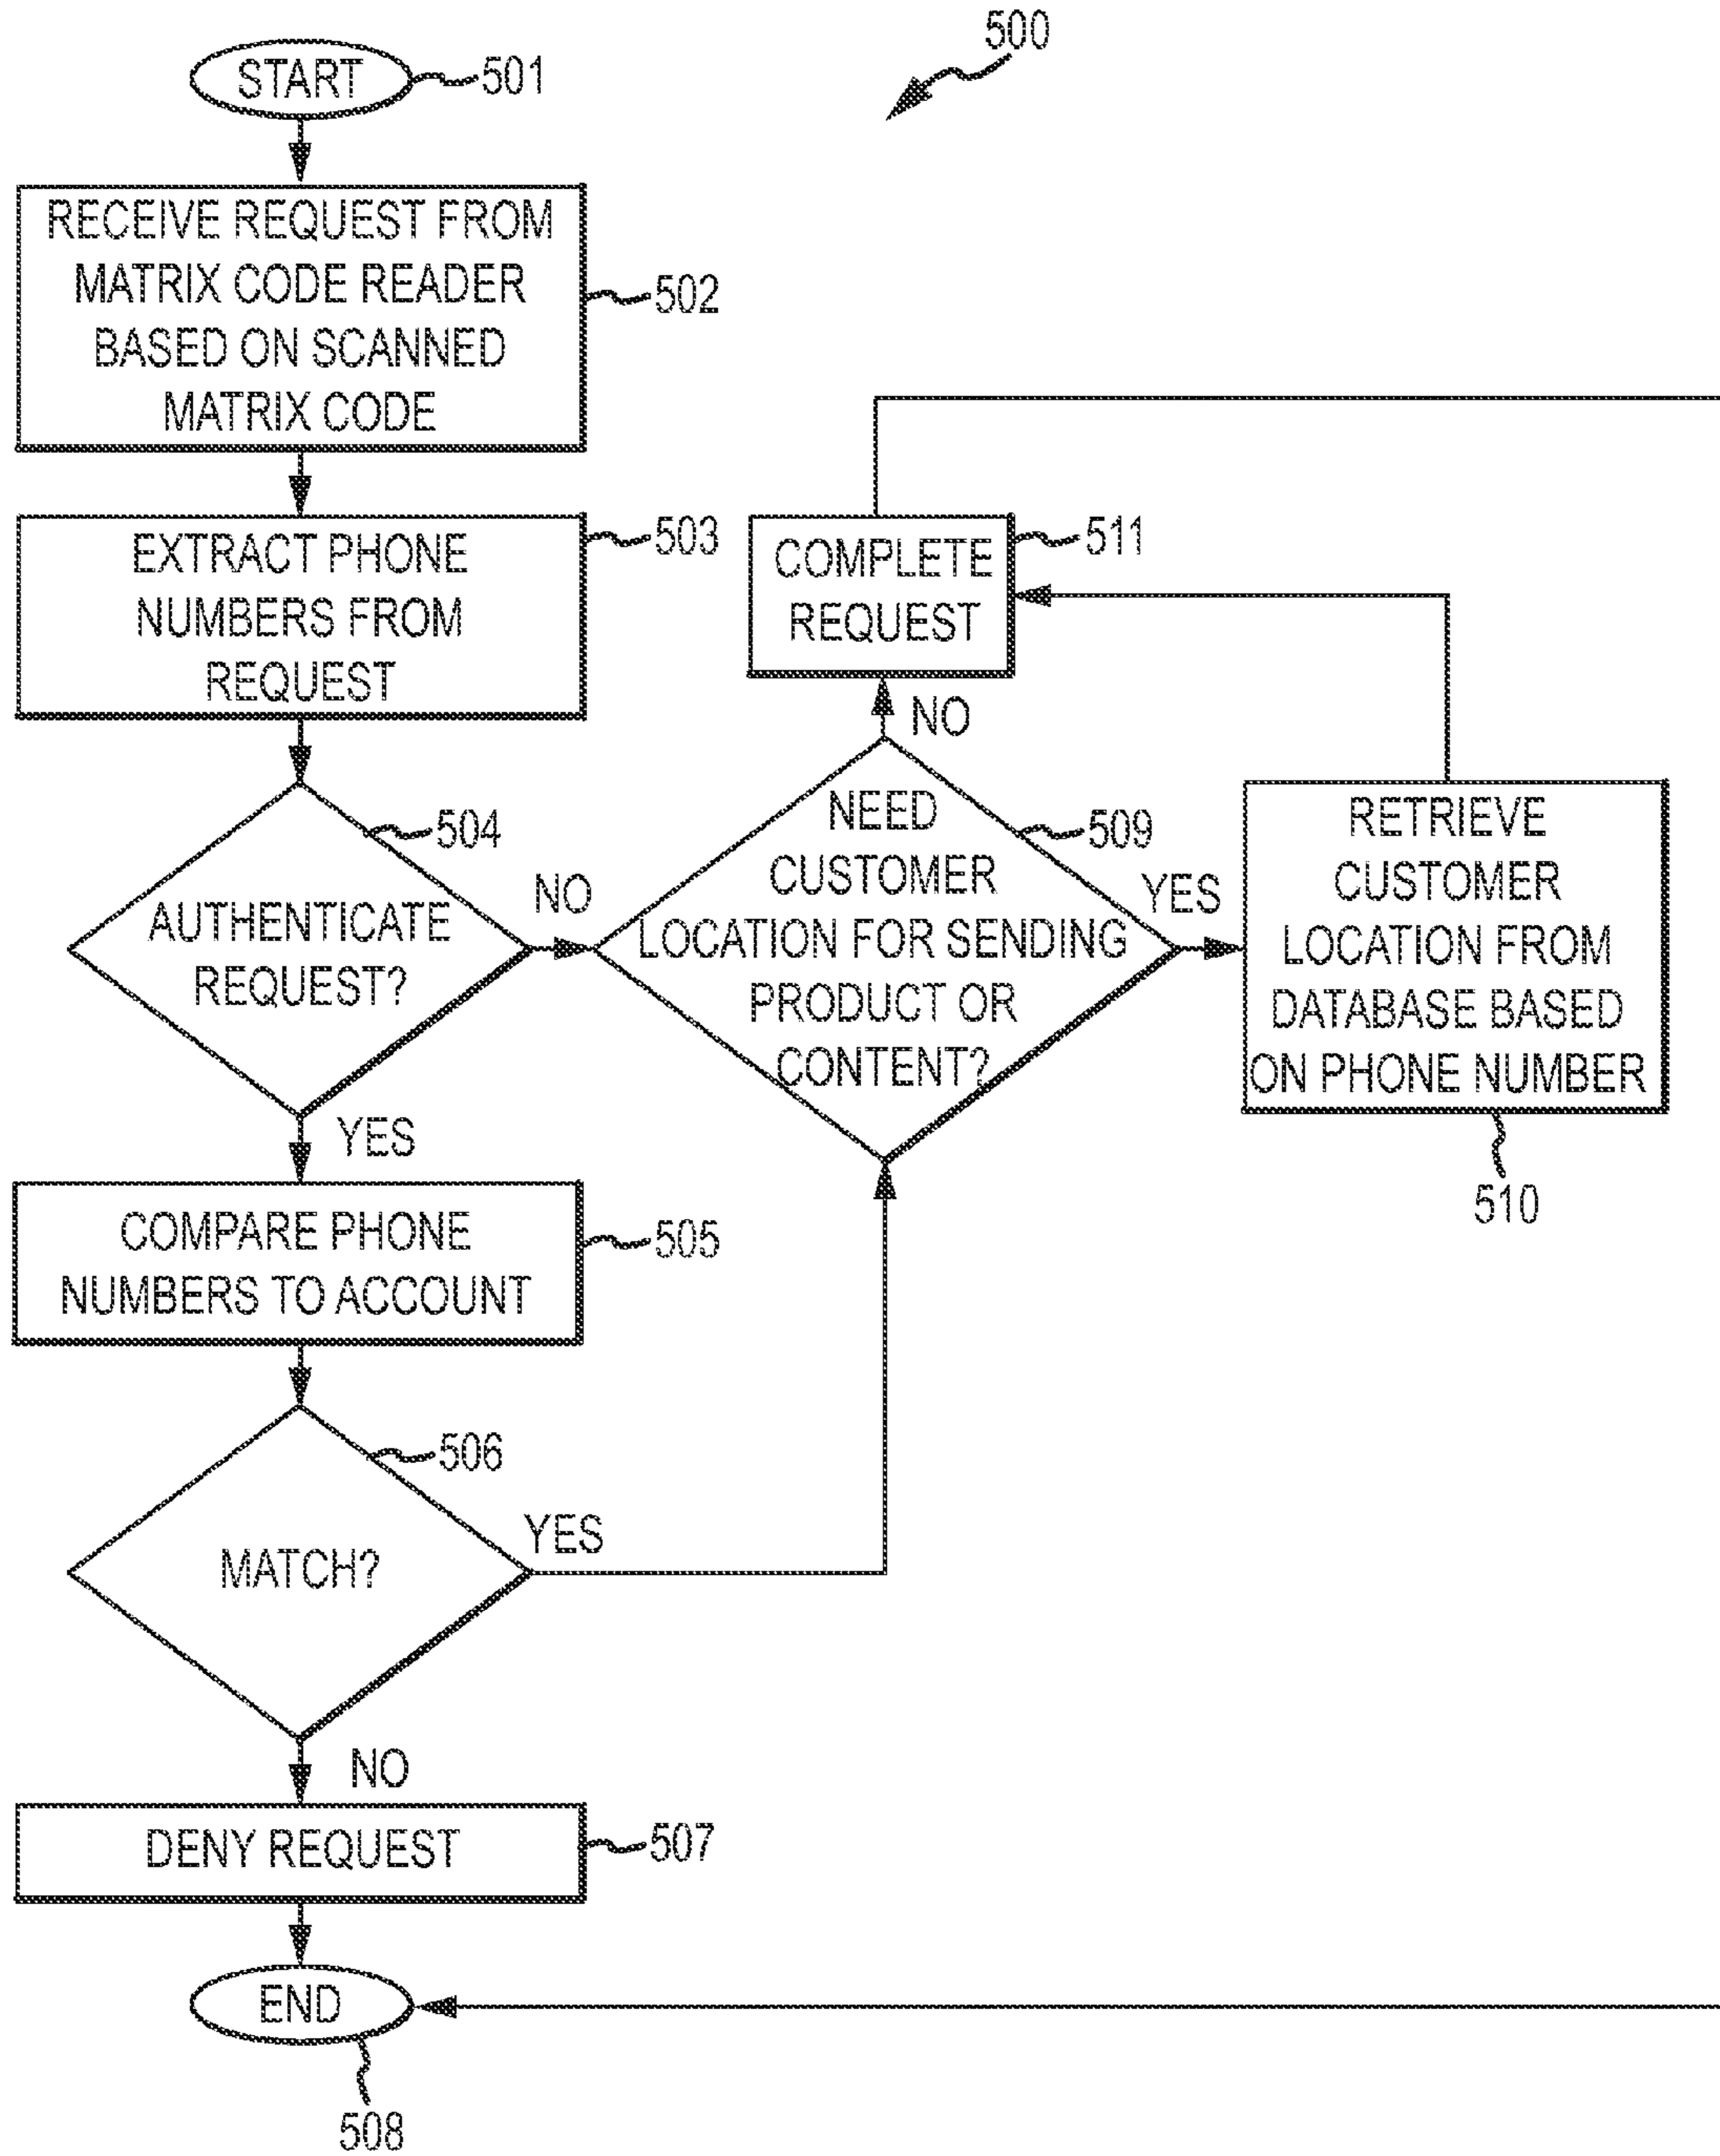 500
START
501
RECEIVE REQUEST FROM
MATRIX CODE READER
BASED ON SCANNED
MATRIX CODE
502
EXTRACT PHONE
NUMBERS FROM
REQUEST
503
AUTHENTICATE
REQUEST?
504
NO
YES
COMPARE PHONE
NUMBERS TO ACCOUNT
505
MATCH?
506
YES
NO
DENY REQUEST
507
END
508
NEED
CUSTOMER
LOCATION FOR SENDING
PRODUCT OR
CONTENT?
509
YES
NO
RETRIEVE
CUSTOMER
LOCATION FROM
DATABASE BASED
ON PHONE NUMBER
510
COMPLETE
REQUEST
511